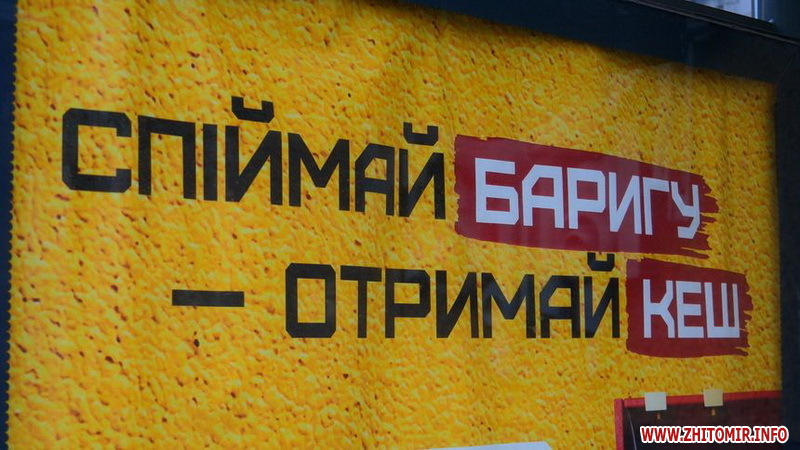 СПІЙМАЙ БАРИГУ
– ОТРИМАЙ КЕШ
WWW.ZHITOMIR.INFO